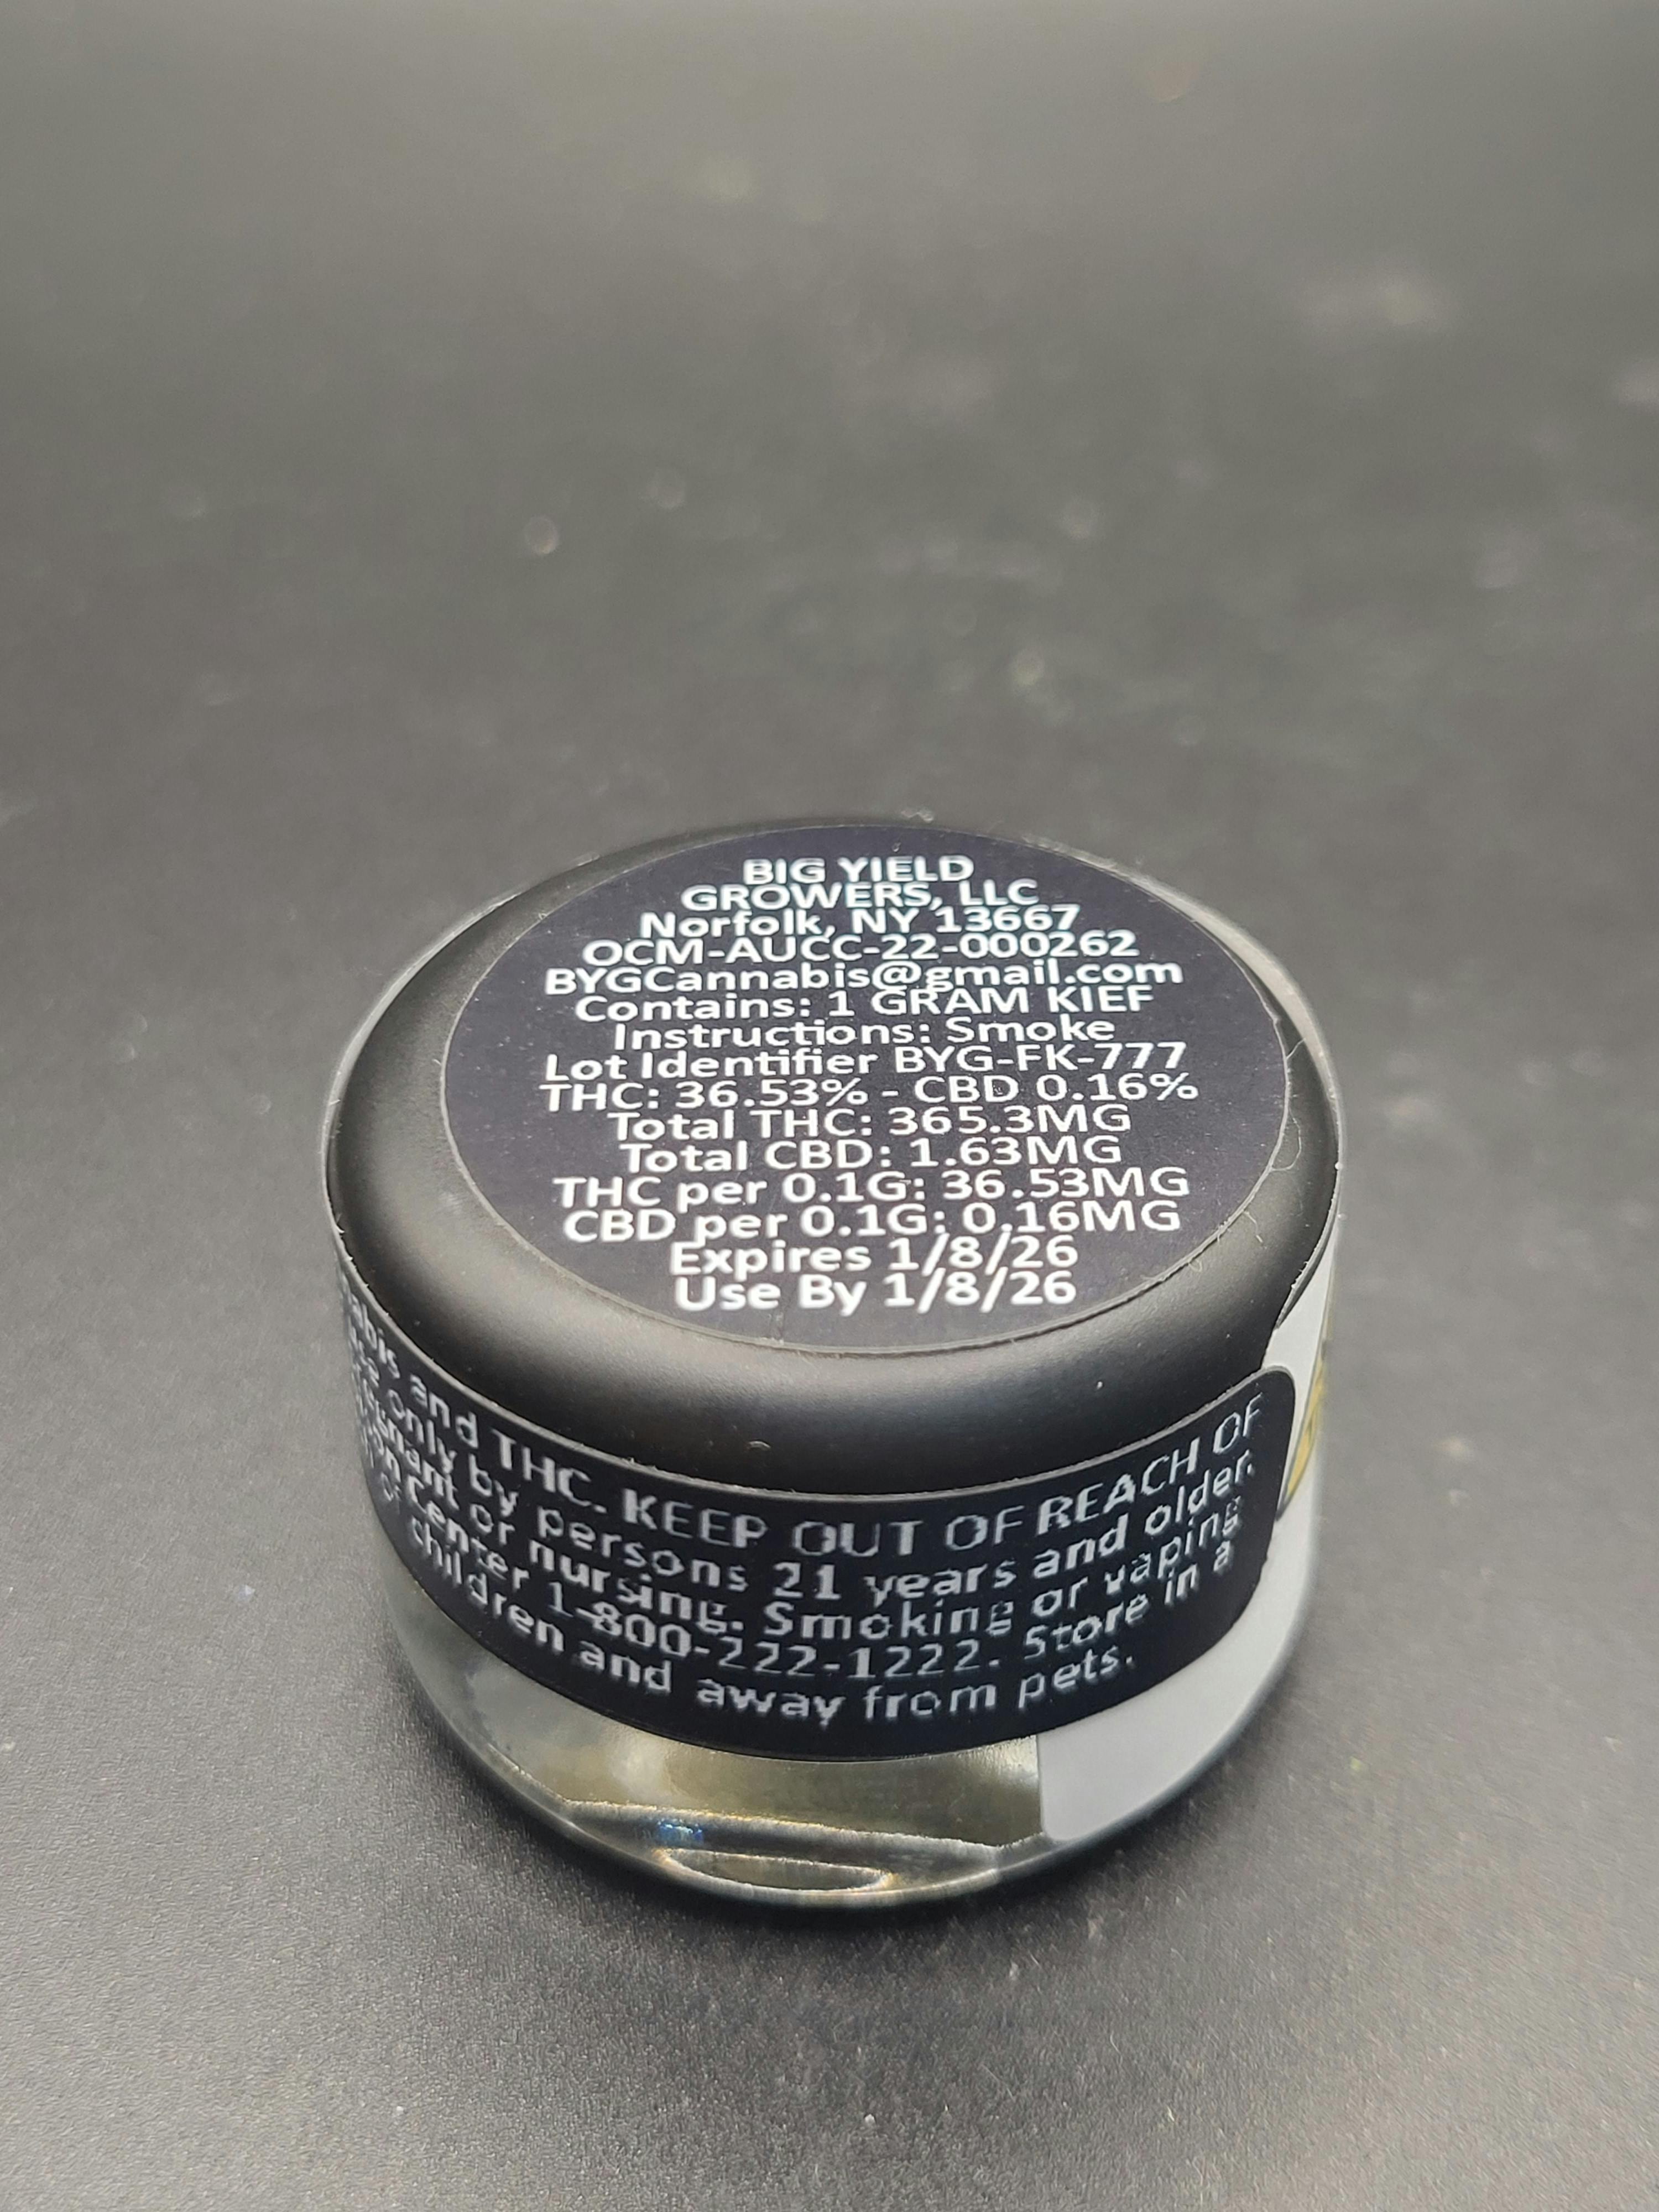 BIG YIELD
GROWERS, LLC
Norfolk, NY 13667
OCM-AUCC-22-000262
BYGCannabis@gmail.com
Contains: 1 GRAM KIEF
Instructions: Smoke
Lot Identifier BYG-FK-777
THC: 36.53% - CBD 0.16%
Total THC: 365.3MG
Total CBD: 1.63MG
THC per 0.1G: 36.53MG
CBD per 0.1G: 0.16MG
Expires 1/8/26
Use By 1/8/26
and THC. KEEP OUT OF REACH OF
only by persons 21 years and older.
or nursing. Smoking or vaping
Center 1-800-222-1222. Store in a
children and away from pets.